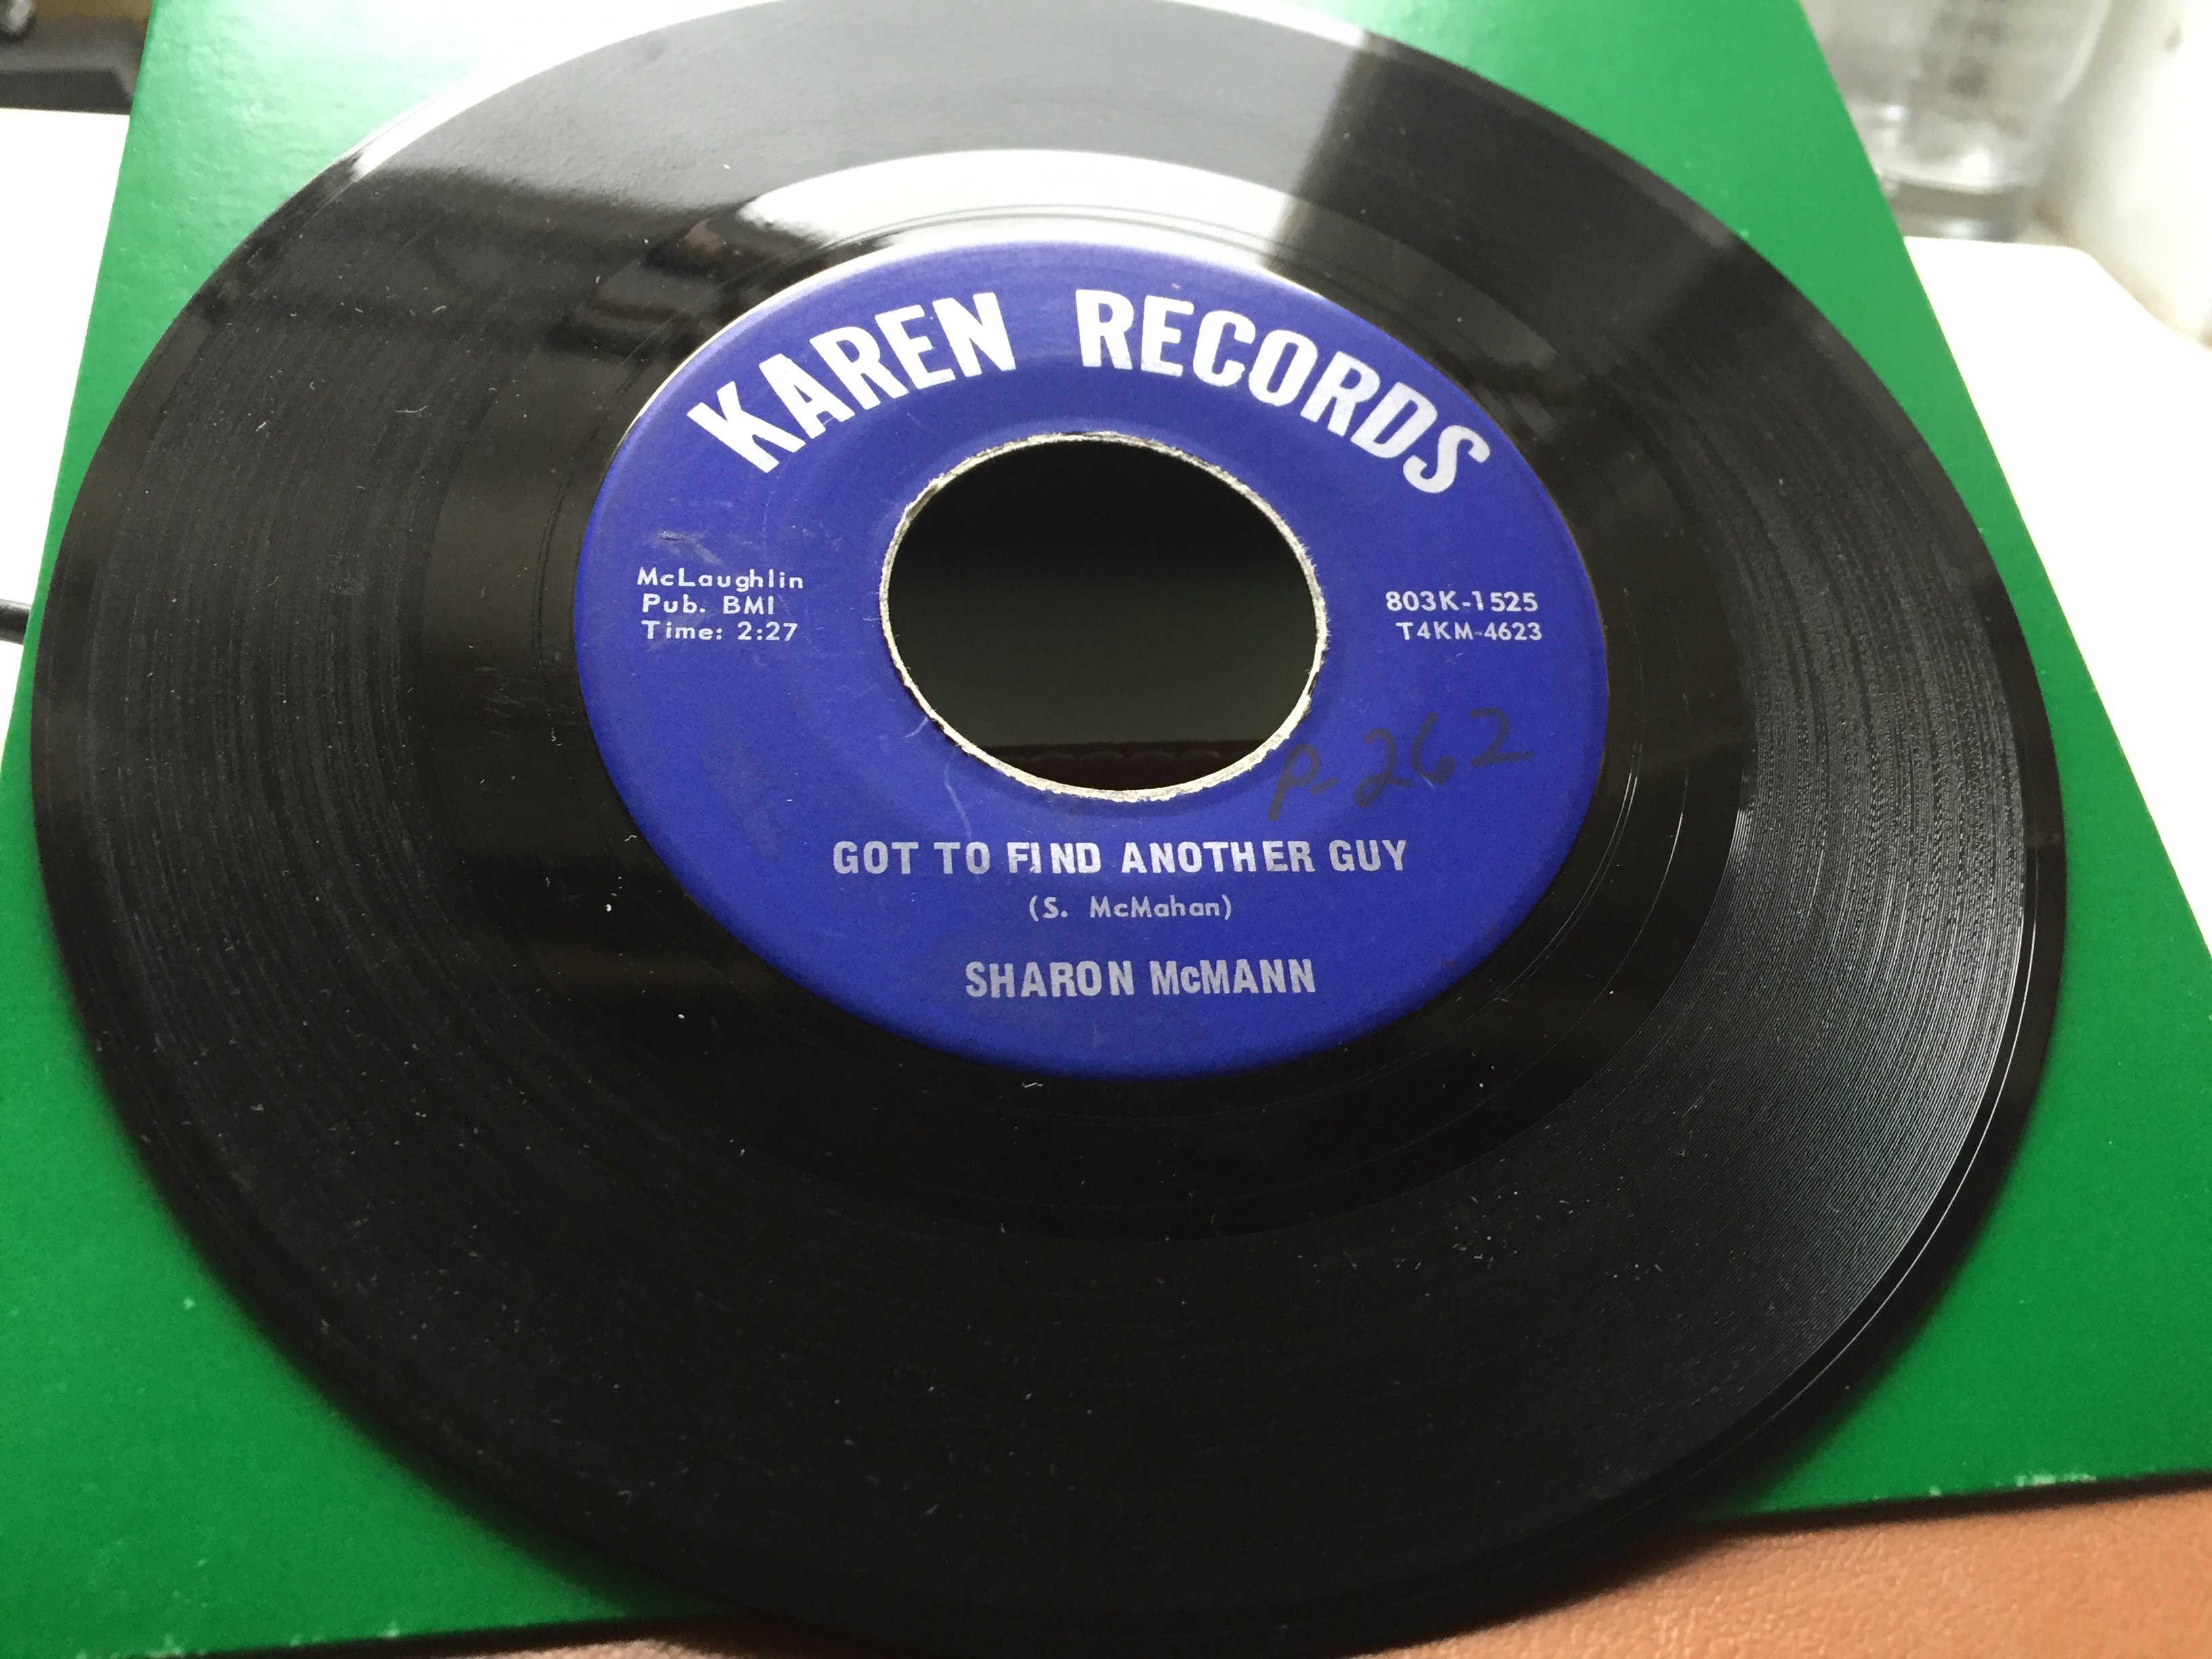 KAREN RECORDS
McLaughlin
Pub. BMI
Time: 2:27
803K-1525
T4KM-4623
P-262
GOT TO FIND ANOTHER GUY
(S. McMahan)
SHARON McMANN